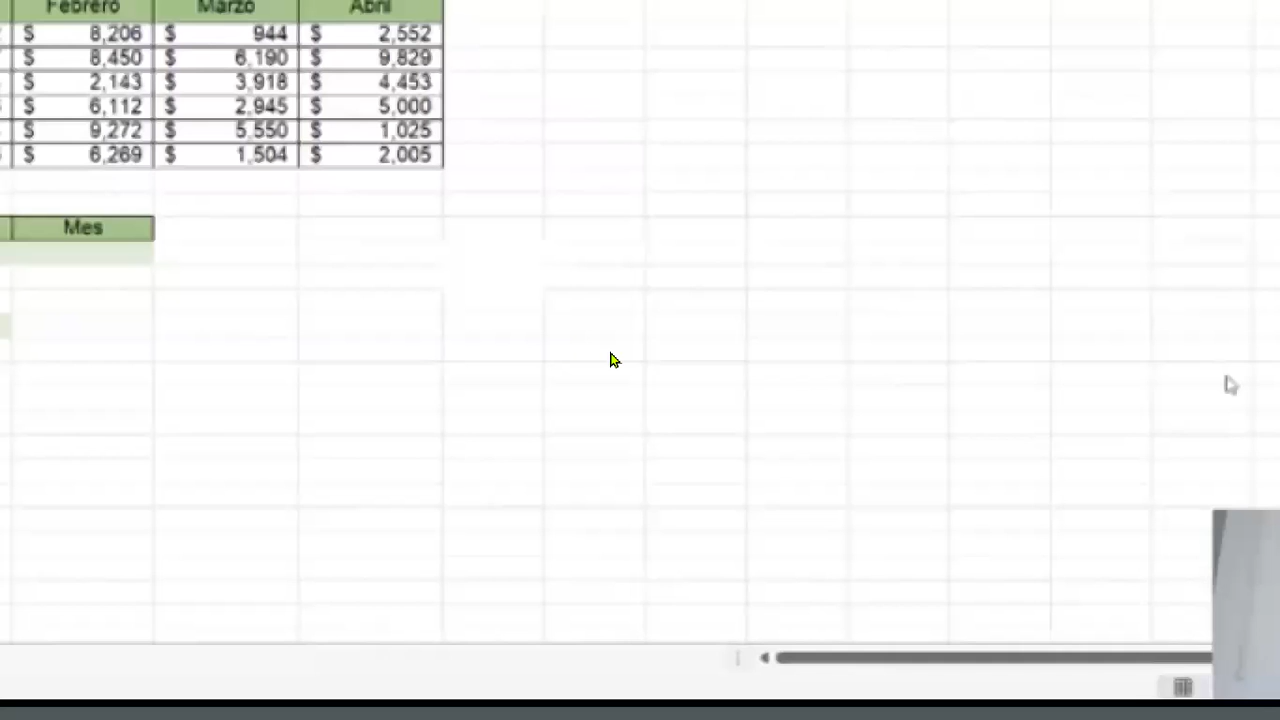 Febrero Marzo Abril
$ 8,206 $ 944 $ 2,552
$ 8,450 $ 6,190 $ 9,829
$ 2,143 $ 3,918 $ 4,453
$ 6,112 $ 2,945 $ 5,000
$ 9,272 $ 5,550 $ 1,025
$ 6,269 $ 1,504 $ 2,005
Mes